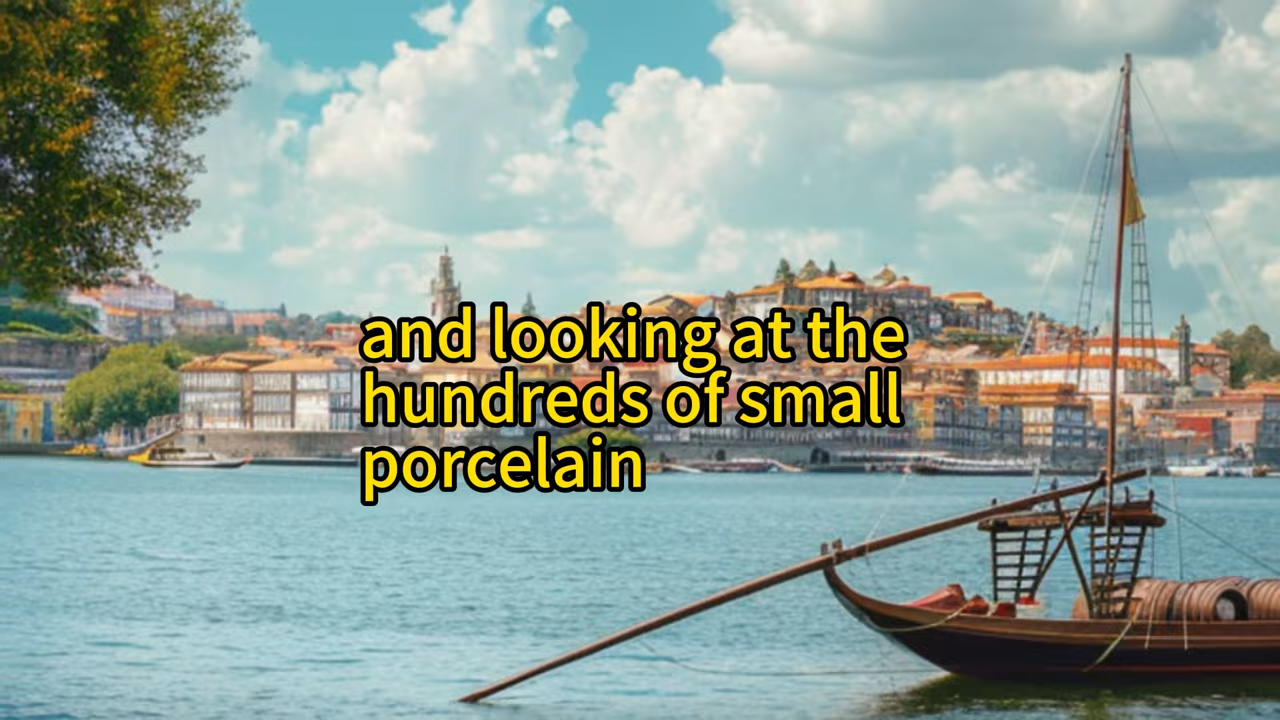 and looking at the
hundreds of small
porcelain